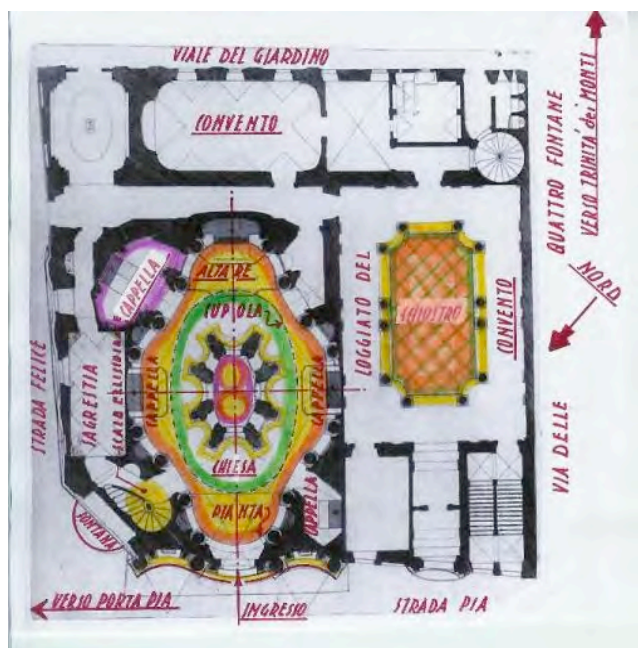 VIALE DEL GIARDINO
QUATTRO FONTANE
VERSO TRINITA' dei MONTI
CONVENTO
NORD
ALTARE
CAPPELLA
CUPOLA
LOGGIATO DEL
CHIOSTRO
CONVENTO
STRADA FELICE
SAGRESTIA
CAPPELLA
CAPPELLA
CHIESA
VIA DELLE
PIANTA
CAPPELLA
FONTANA
VERSO PORTA PIA
INGRESSO
STRADA PIA